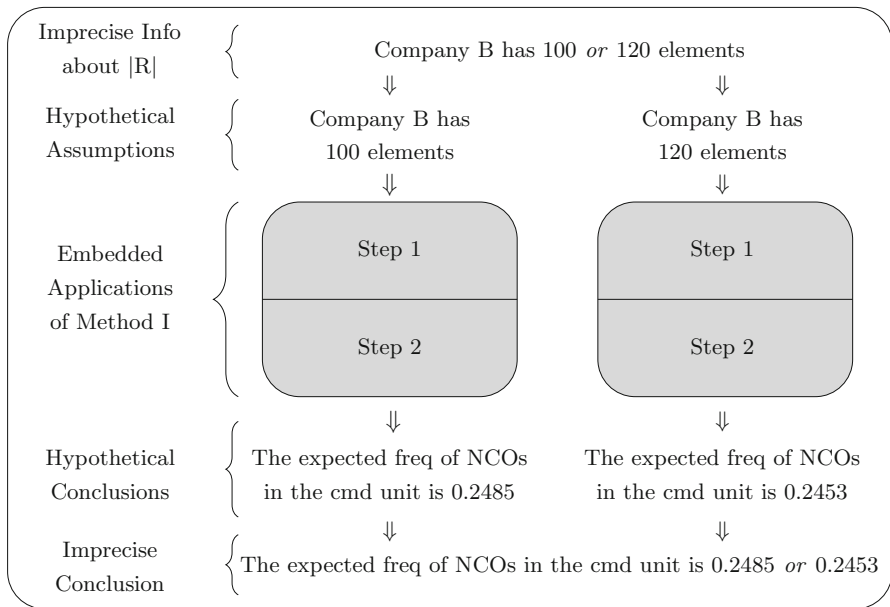 Imprecise Info
about |R|
Company B has 100 or 120 elements
⇓ ⇓
Hypothetical
Assumptions
Company B has
100 elements
Company B has
120 elements
⇓ ⇓
Embedded
Applications
of Method I
Step 1
Step 2
Step 1
Step 2
⇓ ⇓
Hypothetical
Conclusions
The expected freq of NCOs
in the cmd unit is 0.2485
The expected freq of NCOs
in the cmd unit is 0.2453
⇓ ⇓
Imprecise
Conclusion
The expected freq of NCOs in the cmd unit is 0.2485 or 0.2453